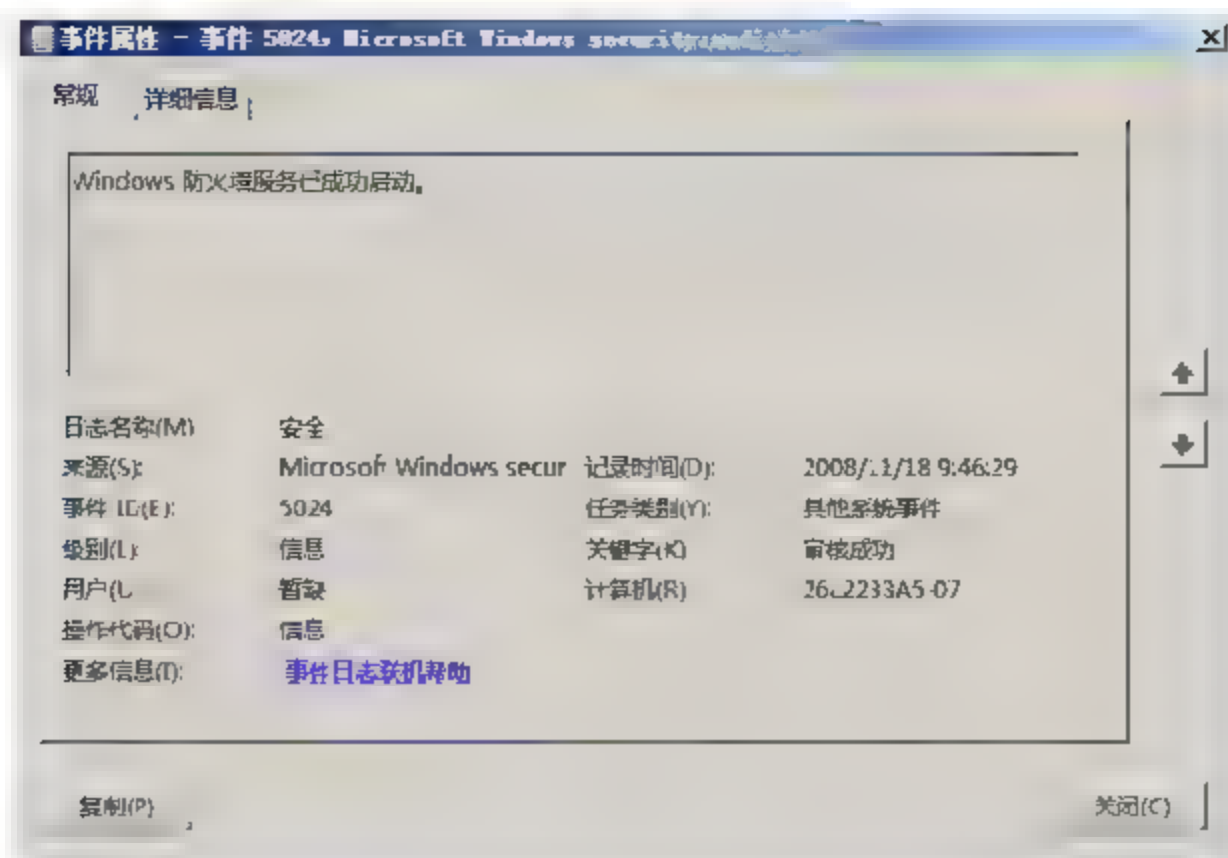 事件属性 - 事件 5024, Microsoft Windows security
常规 详细信息
Windows 防火墙服务已成功启动。
日志名称(M) 安全
来源(S): Microsoft Windows secur 记录时间(D): 2008/11/18 9:46:29
事件 ID(E): 5024 任务类别(Y): 其他系统事件
级别(L): 信息 关键字(K) 审核成功
用户(U 暂缺 计算机(R)
操作代码(O): 信息
更多信息(I): 事件日志联机帮助
复制(P) 关闭(C)